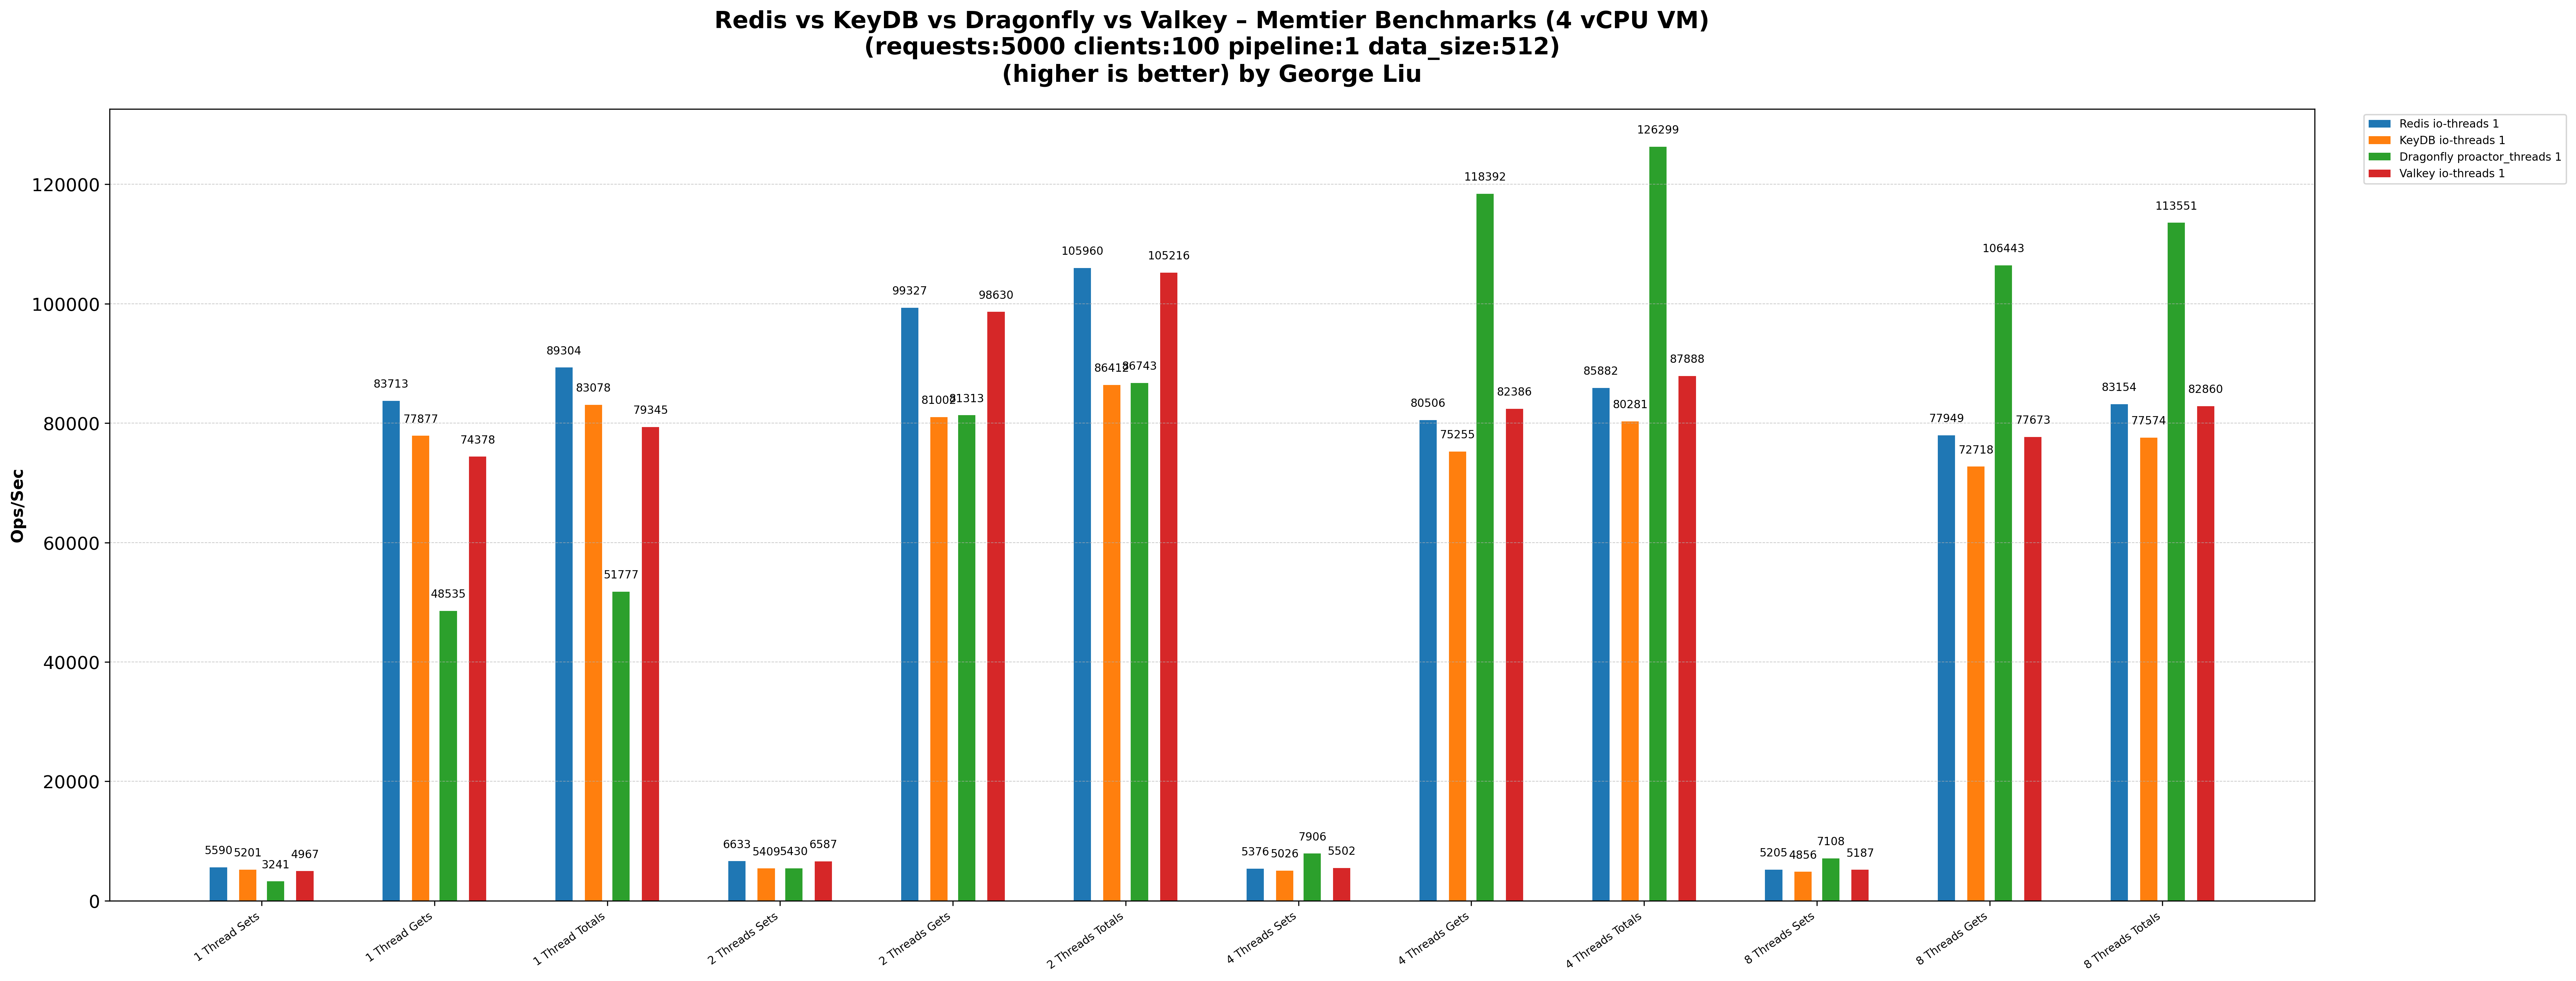 Redis vs KeyDB vs Dragonfly vs Valkey – Memtier Benchmarks (4 vCPU VM)
(requests:5000 clients:100 pipeline:1 data_size:512)
(higher is better) by George Liu
Redis io-threads 1
KeyDB io-threads 1
Dragonfly proactor_threads 1
Valkey io-threads 1
Ops/Sec
120000
100000
80000
60000
40000
20000
0
5590
5201
3241
4967
83713
77877
48535
74378
89304
83078
51777
79345
6633
5409
5430
6587
99327
81002
81313
98630
105960
86412
86743
105216
5376
5026
7906
5502
80506
75255
118392
82386
85882
80281
126299
87888
5205
4856
7108
5187
77949
72718
106443
77673
83154
77574
113551
82860
1 Thread Sets
1 Thread Gets
1 Thread Totals
2 Threads Sets
2 Threads Gets
2 Threads Totals
4 Threads Sets
4 Threads Gets
4 Threads Totals
8 Threads Sets
8 Threads Gets
8 Threads Totals